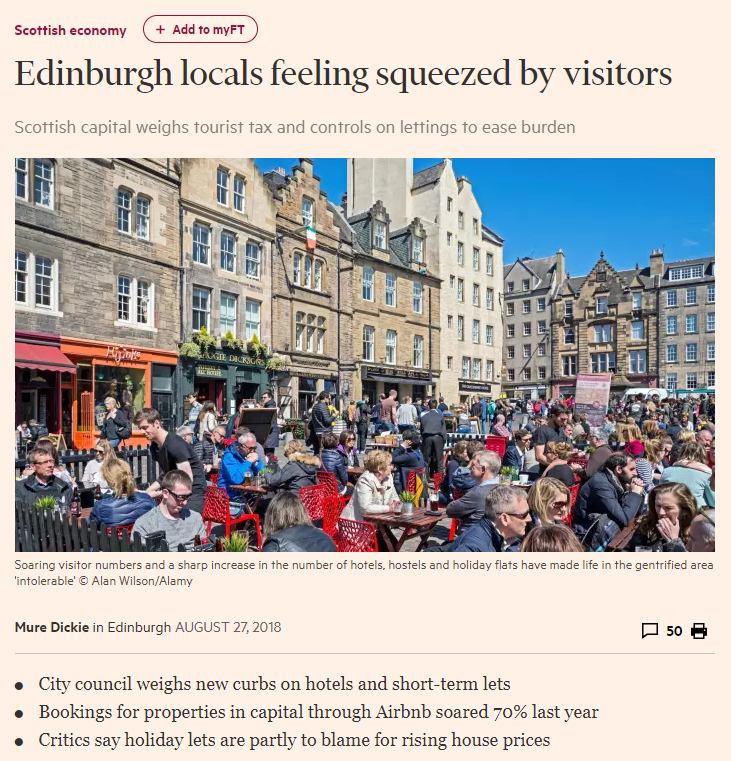 Scottish economy
+ Add to myFT
Edinburgh locals feeling squeezed by visitors
Scottish capital weighs tourist tax and controls on lettings to ease burden
Soaring visitor numbers and a sharp increase in the number of hotels, hostels and holiday flats have made life in the gentrified area
'intolerable' © Alan Wilson/Alamy
Mure Dickie in Edinburgh AUGUST 27, 2018
50
● City council weighs new curbs on hotels and short-term lets
● Bookings for properties in capital through Airbnb soared 70% last year
● Critics say holiday lets are partly to blame for rising house prices